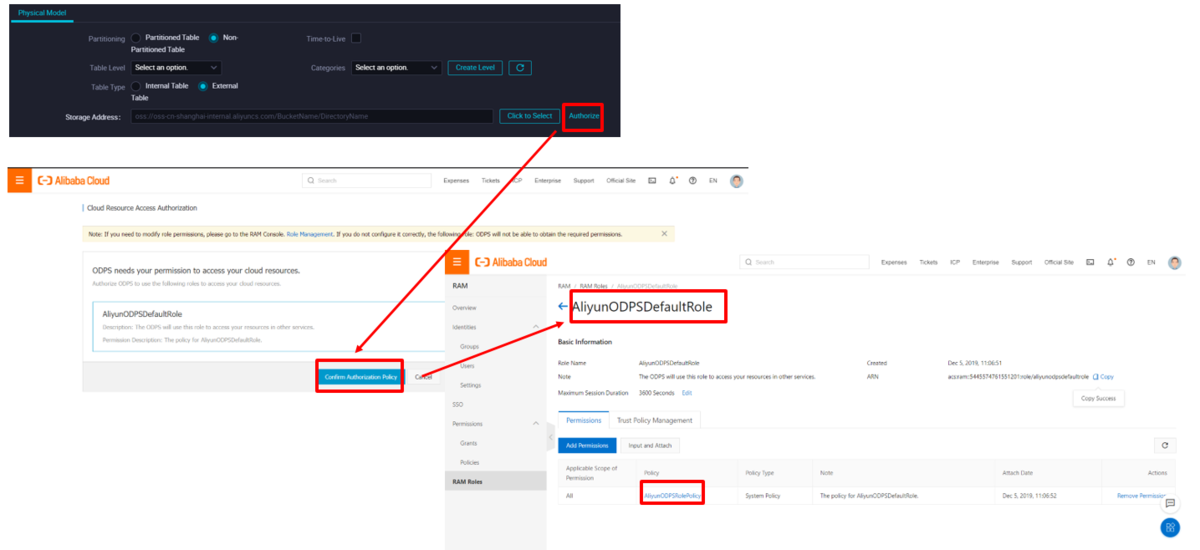 Physical Model
Partitioning Partitioned Table Non-Partitioned Table Time-to-Live
Table Level Select an option. Categories Select an option. Create Level
Table Type Internal Table External Table
Storage Address: oss://oss-cn-shanghai-internal.aliyuncs.com/BucketName/DirectoryName Click to Select Authorize
Alibaba Cloud Search Expenses Tickets ICP Enterprise Support Official Site EN
Cloud Resource Access Authorization
Note: If you need to modify role permissions, please go to the RAM Console. Role Management. If you do not configure it correctly, the following role: ODPS will not be able to obtain the required permissions.
ODPS needs your permission to access your cloud resources.
Authorize ODPS to use the following roles to access your cloud resources.
AliyunODPSDefaultRole
Description: The ODPS will use this role to access your resources in other services.
Permission Description: The policy for AliyunODPSDefaultRole.
Confirm Authorization Policy Cancel
Alibaba Cloud Search Expenses Tickets ICP Enterprise Support Official Site EN
RAM
Overview
Identities
Groups
Users
Settings
SSO
Permissions
Grants
Policies
RAM Roles
RAM / RAM Roles / AliyunODPSDefaultRole
← AliyunODPSDefaultRole
Basic Information
Role Name AliyunODPSDefaultRole Created Dec 5, 2019, 11:06:51
Note The ODPS will use this role to access your resources in other services. ARN acs:ram::5445574761551201:role/aliyunodpsdefaultrole Copy
Maximum Session Duration 3600 Seconds Edit
Copy Success
Permissions Trust Policy Management
Add Permissions Input and Attach
Applicable Scope of Permission Policy Policy Type Note Attach Date Actions
All AliyunODPSRolePolicy System Policy The policy for AliyunODPSDefaultRole. Dec 5, 2019, 11:06:52 Remove Permission